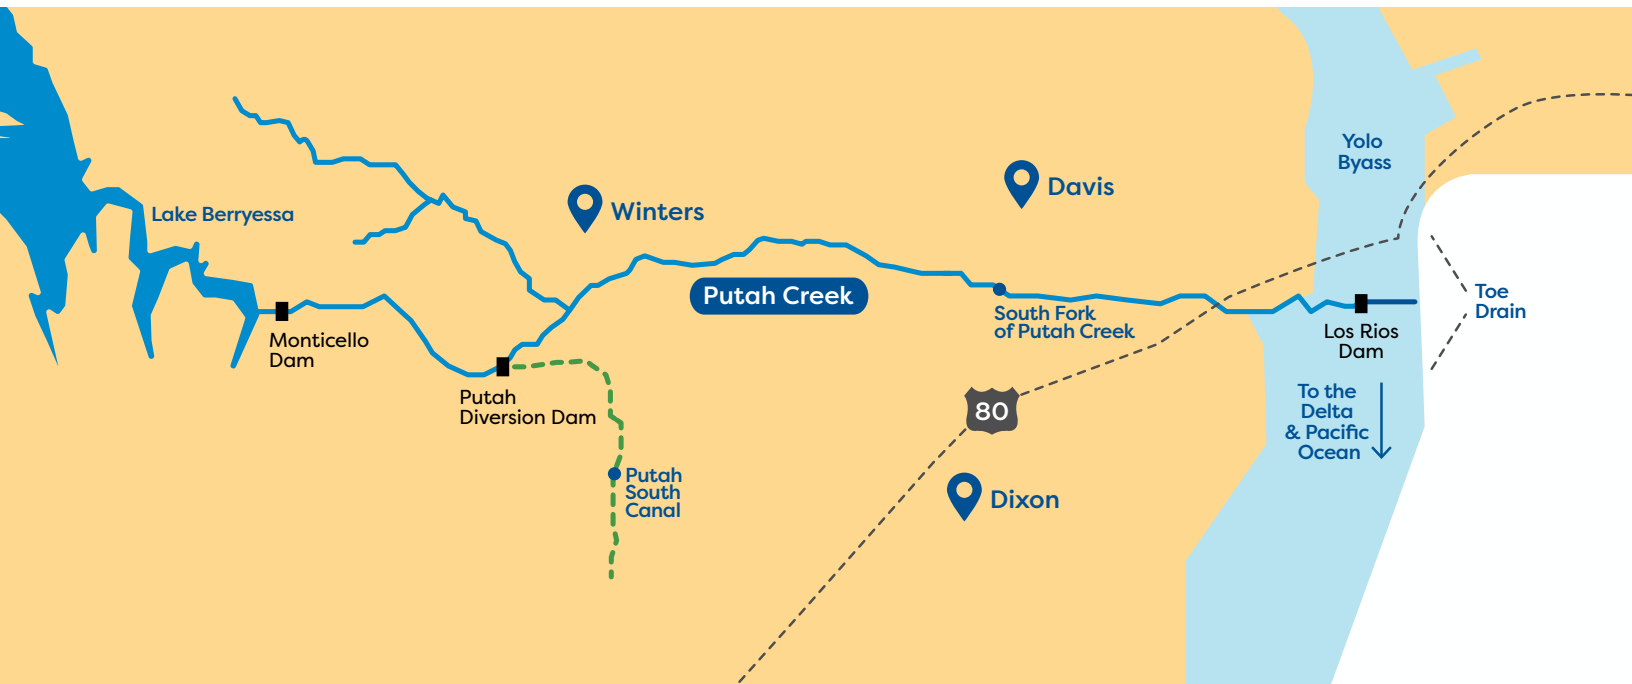 Lake Berryessa
Monticello
Dam
Putah
Diversion Dam
Putah
South
Canal
Winters
Putah Creek
Davis
South Fork
of Putah Creek
80
Dixon
Yolo
Byass
Los Rios
Dam
To the
Delta
& Pacific
Ocean
Toe
Drain